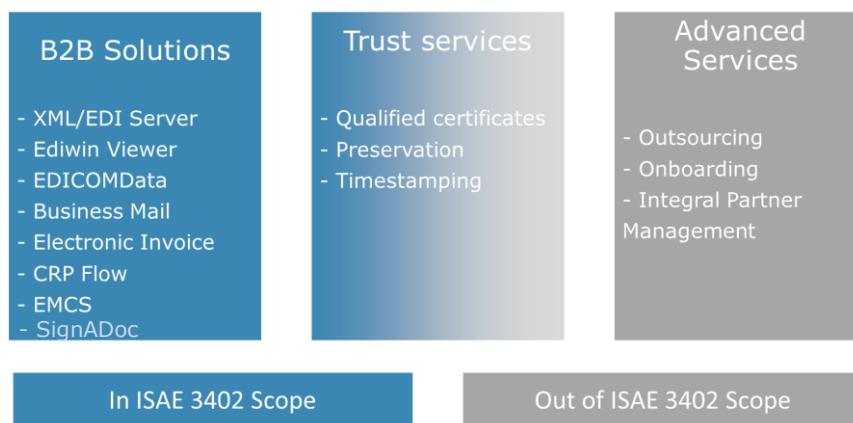 B2B Solutions
- XML/EDI Server
- Ediwin Viewer
- EDICOMData
- Business Mail
- Electronic Invoice
- CRP Flow
- EMCS
- SignADoc
Trust services
- Qualified certificates
- Preservation
- Timestamping
Advanced
Services
- Outsourcing
- Onboarding
- Integral Partner
Management
In ISAE 3402 Scope
Out of ISAE 3402 Scope